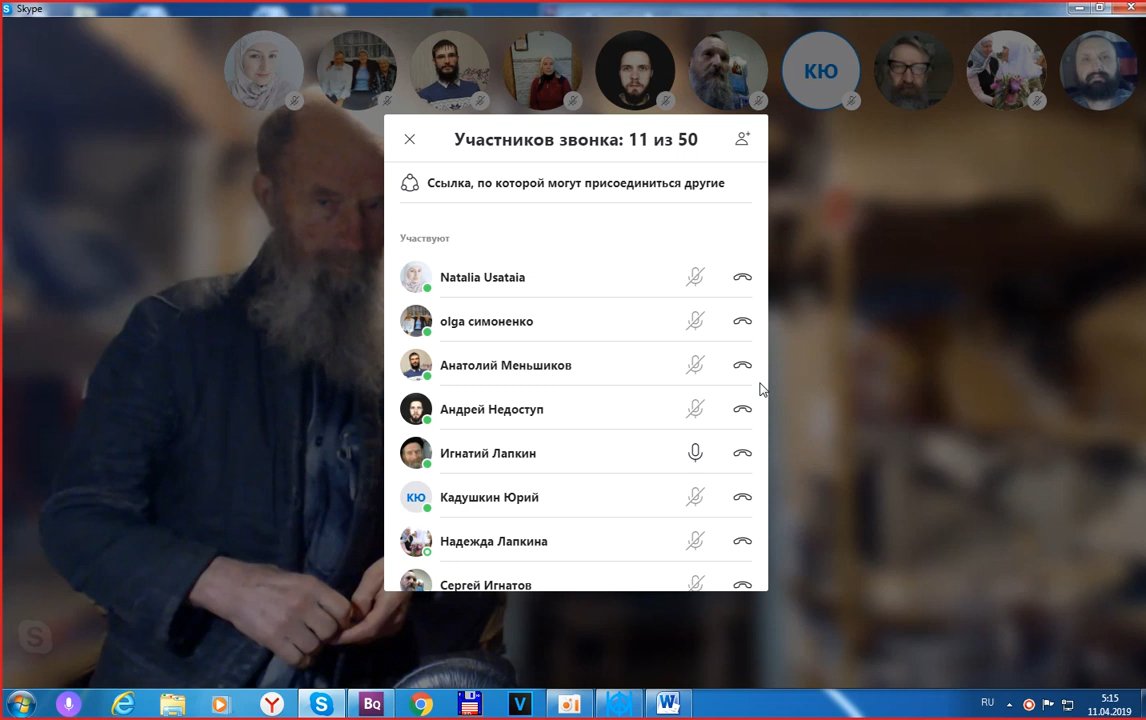 Skype
КЮ
Участников звонка: 11 из 50
Ссылка, по которой могут присоединиться другие
Участвуют
Natalia Usataia
olga симоненко
Анатолий Меньшиков
Андрей Недоступ
Игнатий Лапкин
КЮ
Кадушкин Юрий
Надежда Лапкина
Сергей Игнатов
S
Y
S
Bq
V
W
RU
5:15
11.04.2019